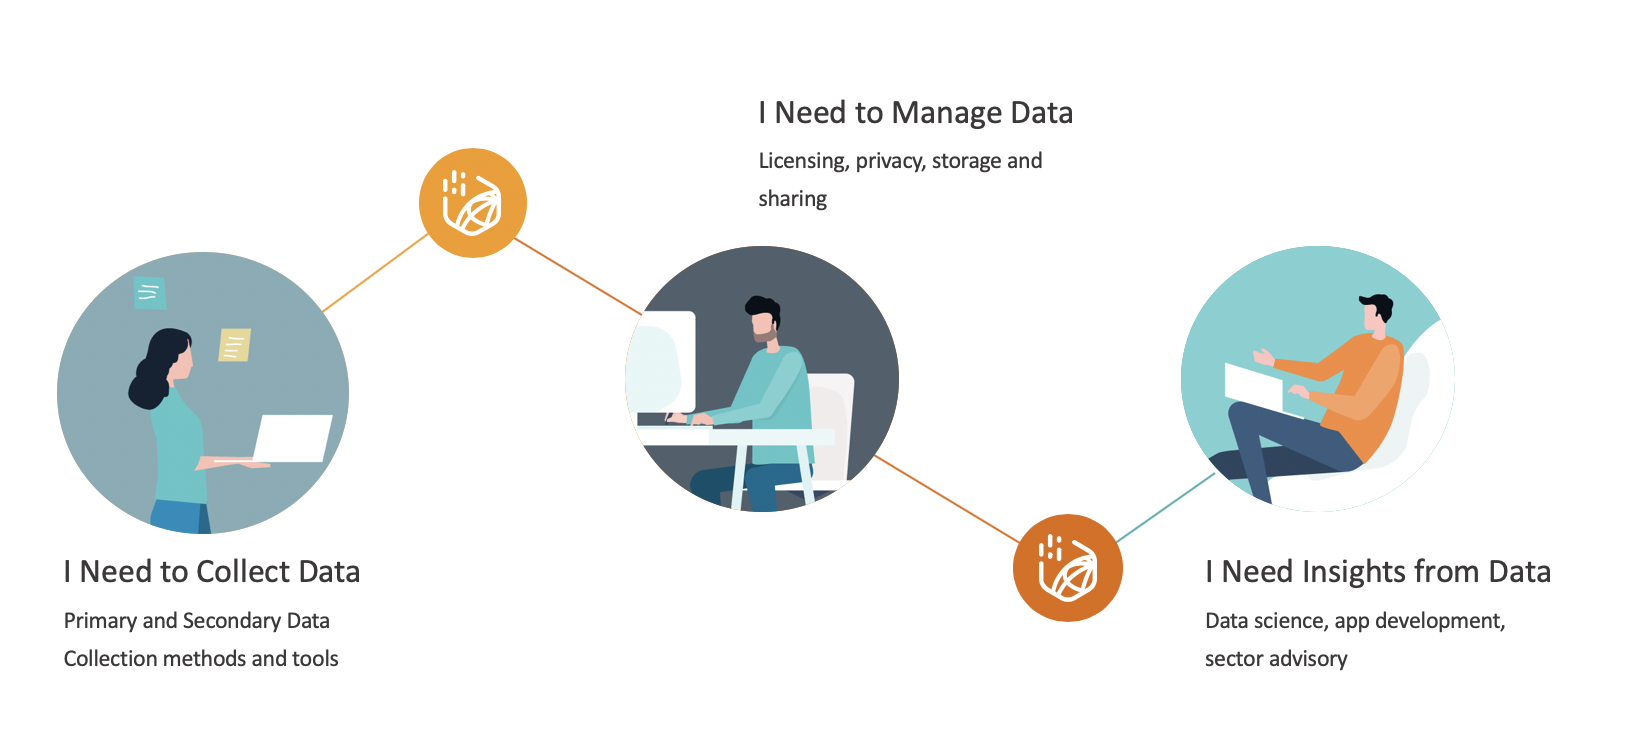 I Need to Collect Data
Primary and Secondary Data
Collection methods and tools
I Need to Manage Data
Licensing, privacy, storage and
sharing
I Need Insights from Data
Data science, app development,
sector advisory